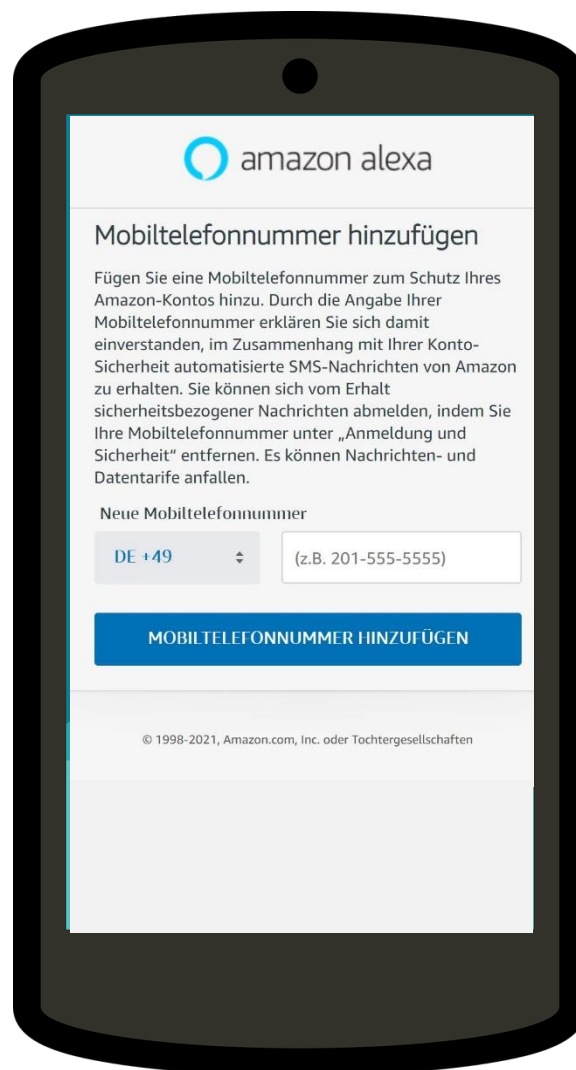 amazon alexa
Mobiltelefonnummer hinzufügen
Fügen Sie eine Mobiltelefonnummer zum Schutz Ihres
Amazon-Kontos hinzu. Durch die Angabe Ihrer
Mobiltelefonnummer erklären Sie sich damit
einverstanden, im Zusammenhang mit Ihrer Konto-
Sicherheit automatisierte SMS-Nachrichten von Amazon
zu erhalten. Sie können sich vom Erhalt
sicherheitsbezogener Nachrichten abmelden, indem Sie
Ihre Mobiltelefonnummer unter „Anmeldung und
Sicherheit“ entfernen. Es können Nachrichten- und
Datentarife anfallen.
Neue Mobiltelefonnummer
DE +49 (z.B. 201-555-5555)
MOBILTELEFONNUMMER HINZUFÜGEN
© 1998-2021, Amazon.com, Inc. oder Tochtergesellschaften